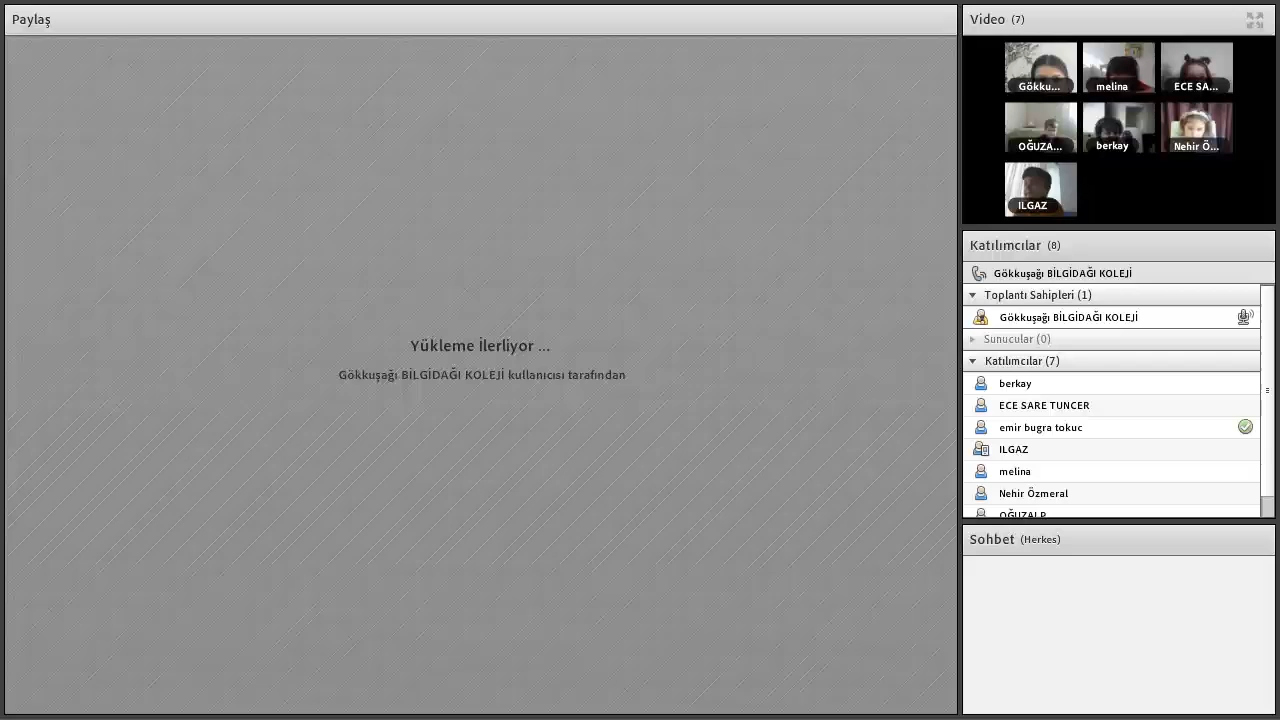 Paylaş
Yükleme İlerliyor ...
Gökkuşağı BİLGİDAĞI KOLEJİ kullanıcısı tarafından
Video (7)
Gökku...
melina
ECE SA...
OĞUZA...
berkay
Nehir Ö...
ILGAZ
Katılımcılar (8)
Gökkuşağı BİLGİDAĞI KOLEJİ
Toplantı Sahipleri (1)
Gökkuşağı BİLGİDAĞI KOLEJİ
Sunucular (0)
Katılımcılar (7)
berkay
ECE SARE TUNCER
emir bugra tokuc
ILGAZ
melina
Nehir Özmeral
OĞUZALP
Sohbet (Herkes)